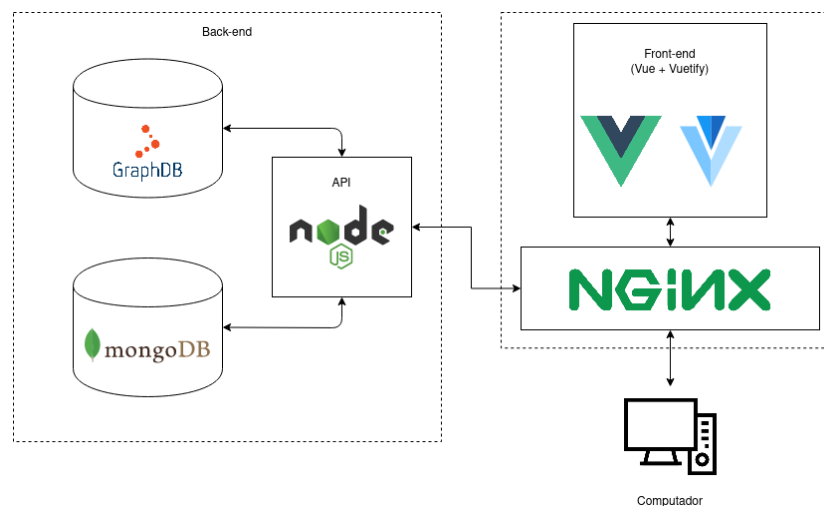 Back-end
GraphDB
API
node
JS
mongoDB
Front-end
(Vue + Vuetify)
NGINX
Computador